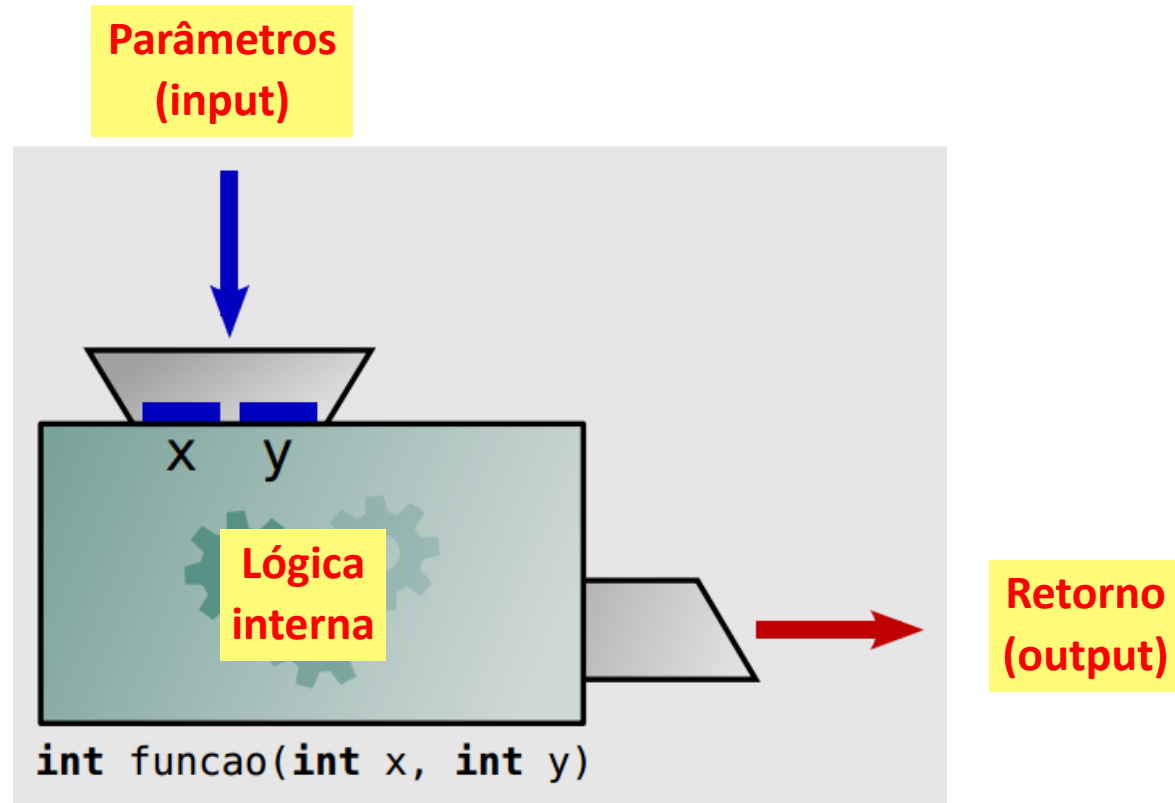 Parâmetros
(input)
x y
Lógica
interna
Retorno
(output)
int funcao(int x, int y)